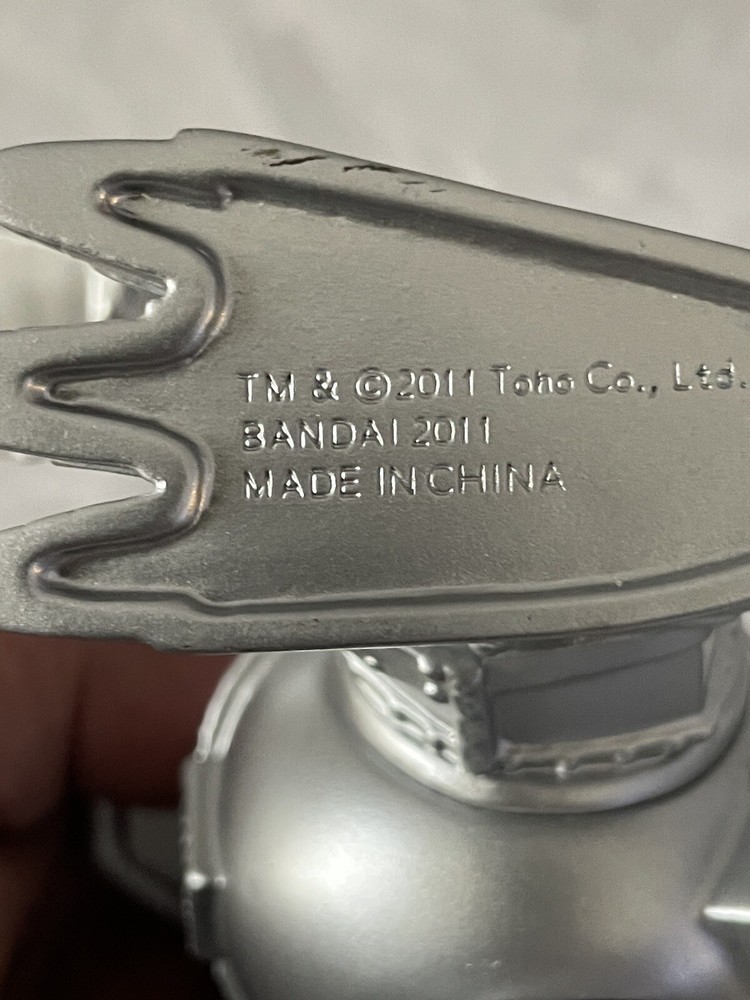 TM & ©2011 Toho Co., Ltd.
BANDAI 2011
MADE IN CHINA